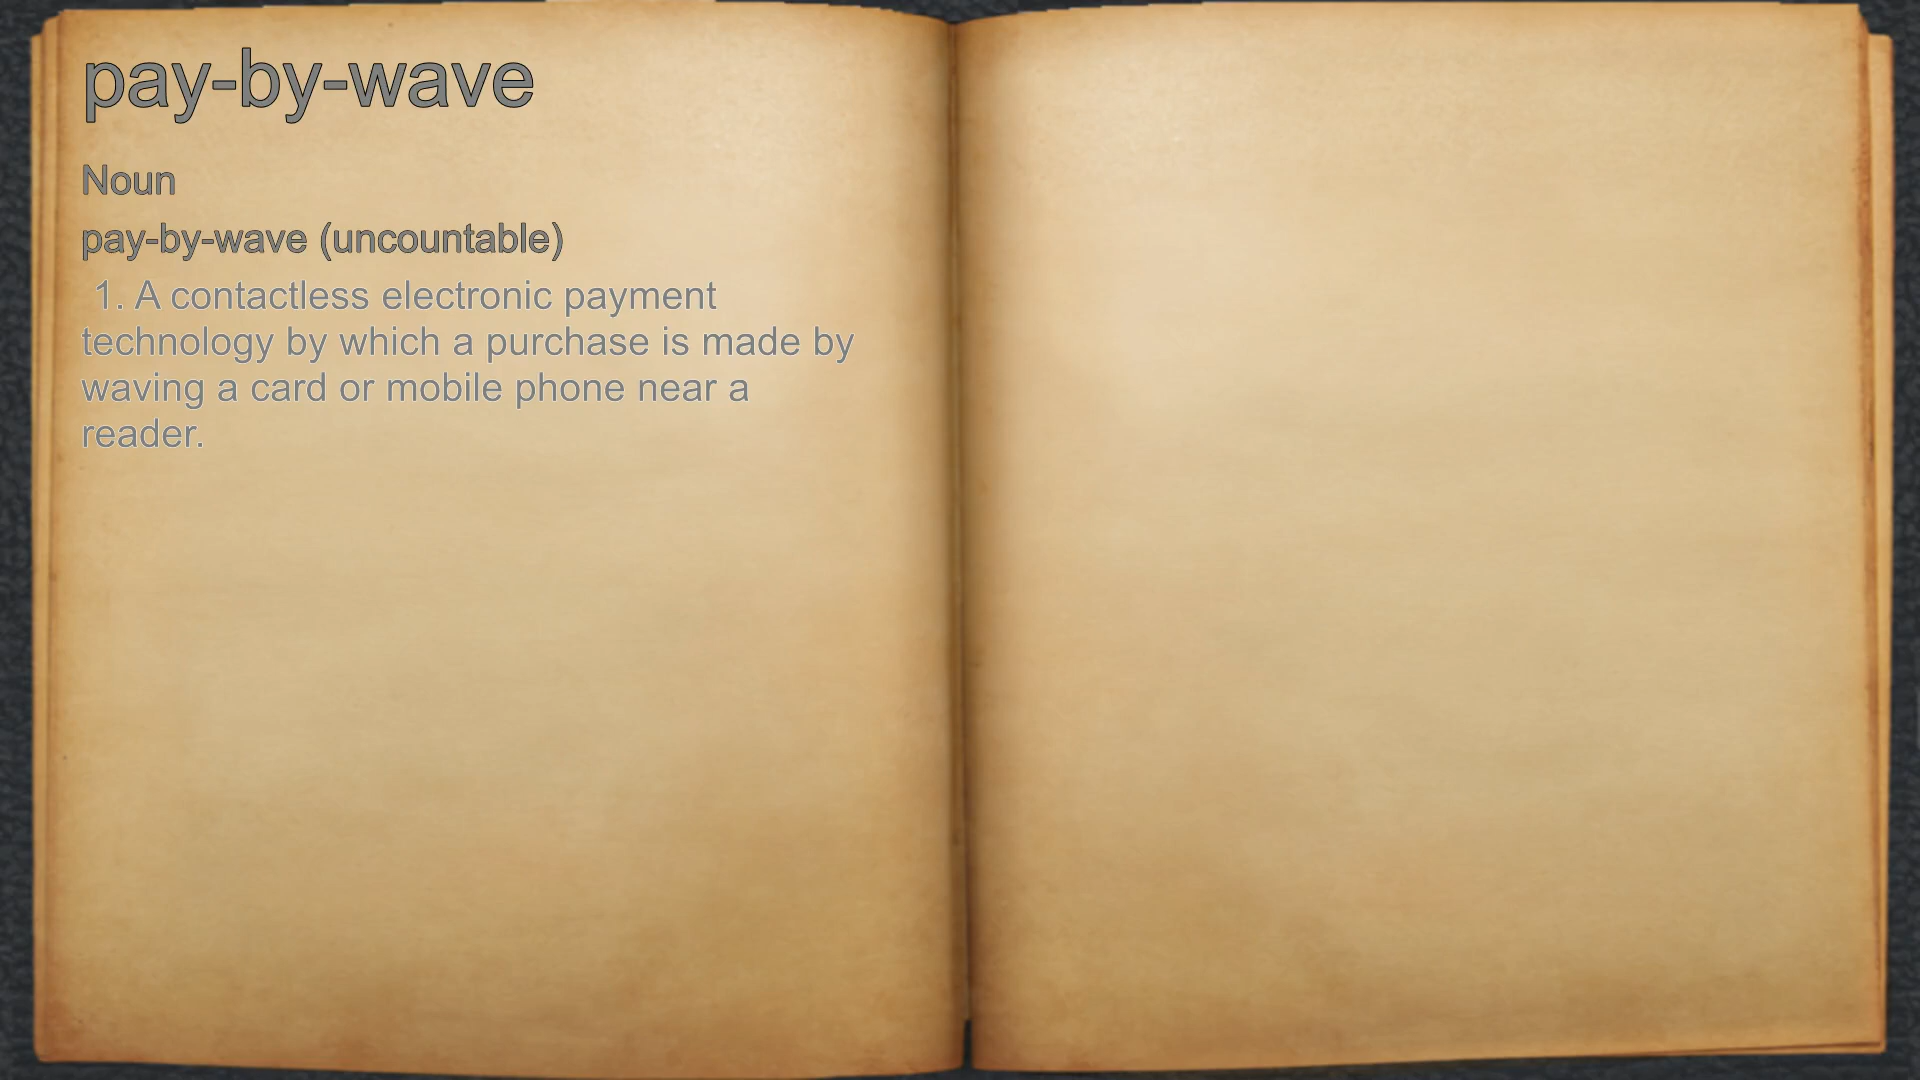 pay-by-wave
Noun
pay-by-wave (uncountable)
1. A contactless electronic payment
technology by which a purchase is made by
waving a card or mobile phone near a
reader.